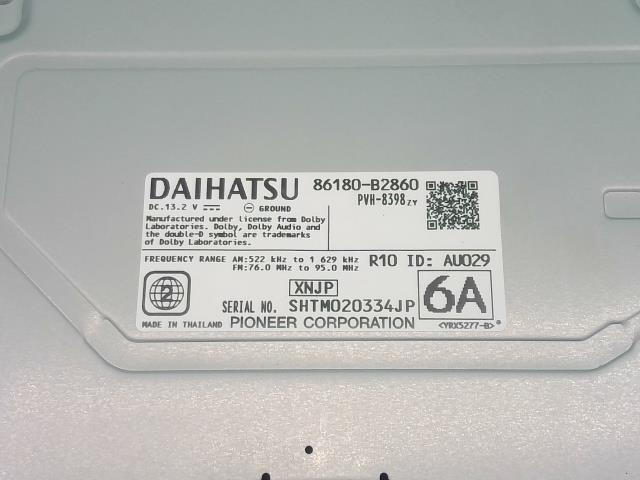 DAIHATSU 86180-B2860
DC.13.2 V GROUND PVH-8398ZY
Manufactured under license from Dolby
Laboratories. Dolby, Dolby Audio and
the double-D symbol are trademarks
of Dolby Laboratories.
FREQUENCY RANGE AM:522 kHz to 1 629 kHz R10 ID: AU029
FM:76.0 MHz to 95.0 MHz
2 XNJP 6A
SERIAL NO. SHTM020334JP
MADE IN THAILAND PIONEER CORPORATION <YRX5277-B>